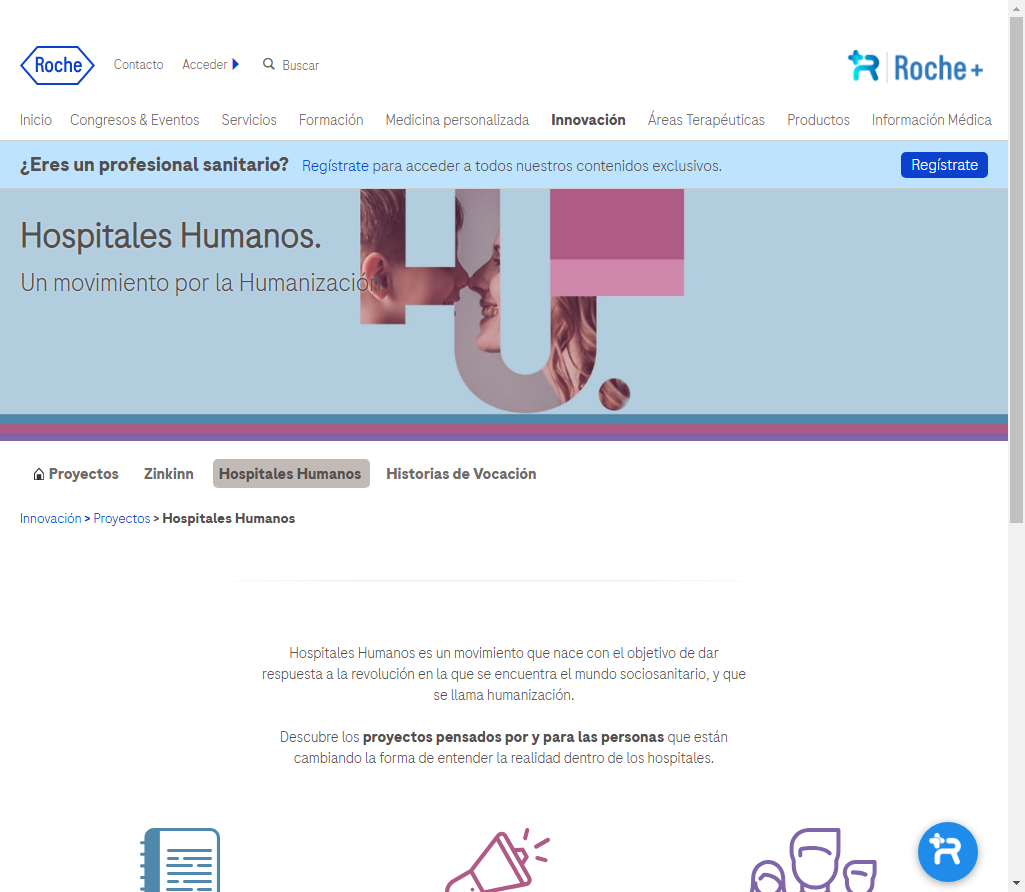 Roche
Contacto
Acceder
Buscar
Roche+
Inicio
Congresos & Eventos
Servicios
Formación
Medicina personalizada
Innovación
Áreas Terapéuticas
Productos
Información Médica
¿Eres un profesional sanitario? Regístrate para acceder a todos nuestros contenidos exclusivos.
Regístrate
Hospitales Humanos.
Un movimiento por la Humanización
Proyectos
Zinkinn
Hospitales Humanos
Historias de Vocación
Innovación > Proyectos > Hospitales Humanos
Hospitales Humanos es un movimiento que nace con el objetivo de dar
respuesta a la revolución en la que se encuentra el mundo sociosanitario, y que
se llama humanización.
Descubre los proyectos pensados por y para las personas que están
cambiando la forma de entender la realidad dentro de los hospitales.